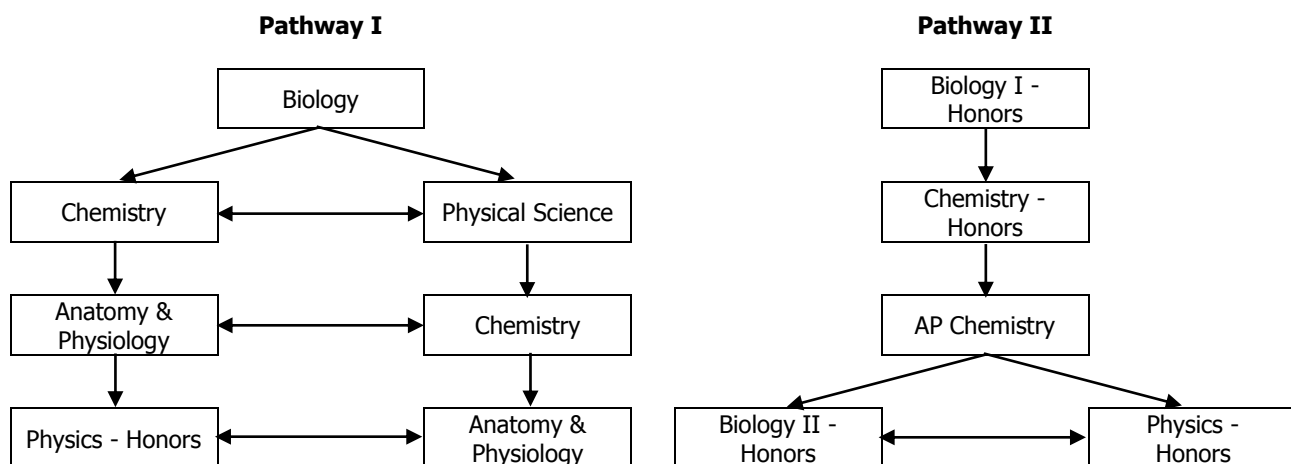 Pathway I
Biology
Chemistry
Physical Science
Anatomy &
Physiology
Chemistry
Physics - Honors
Anatomy &
Physiology
Pathway II
Biology I -
Honors
Chemistry -
Honors
AP Chemistry
Biology II -
Honors
Physics -
Honors